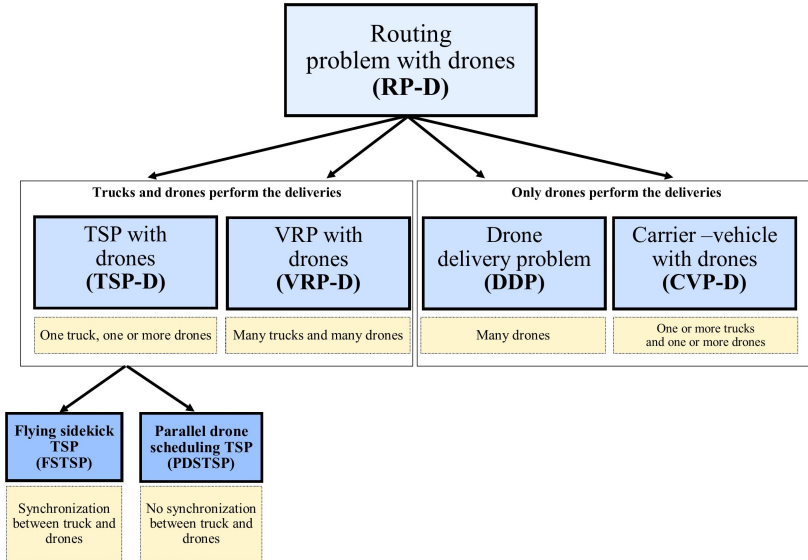 Routing
problem with drones
(RP-D)
Trucks and drones perform the deliveries
Only drones perform the deliveries
TSP with
drones
(TSP-D)
VRP with
drones
(VRP-D)
Drone
delivery problem
(DDP)
Carrier –vehicle
with drones
(CVP-D)
One truck, one or more drones
Many trucks and many drones
Many drones
One or more trucks
and one or more drones
Flying sidekick
TSP
(FSTSP)
Parallel drone
scheduling TSP
(PDSTSP)
Synchronization
between truck and
drones
No synchronization
between truck and
drones